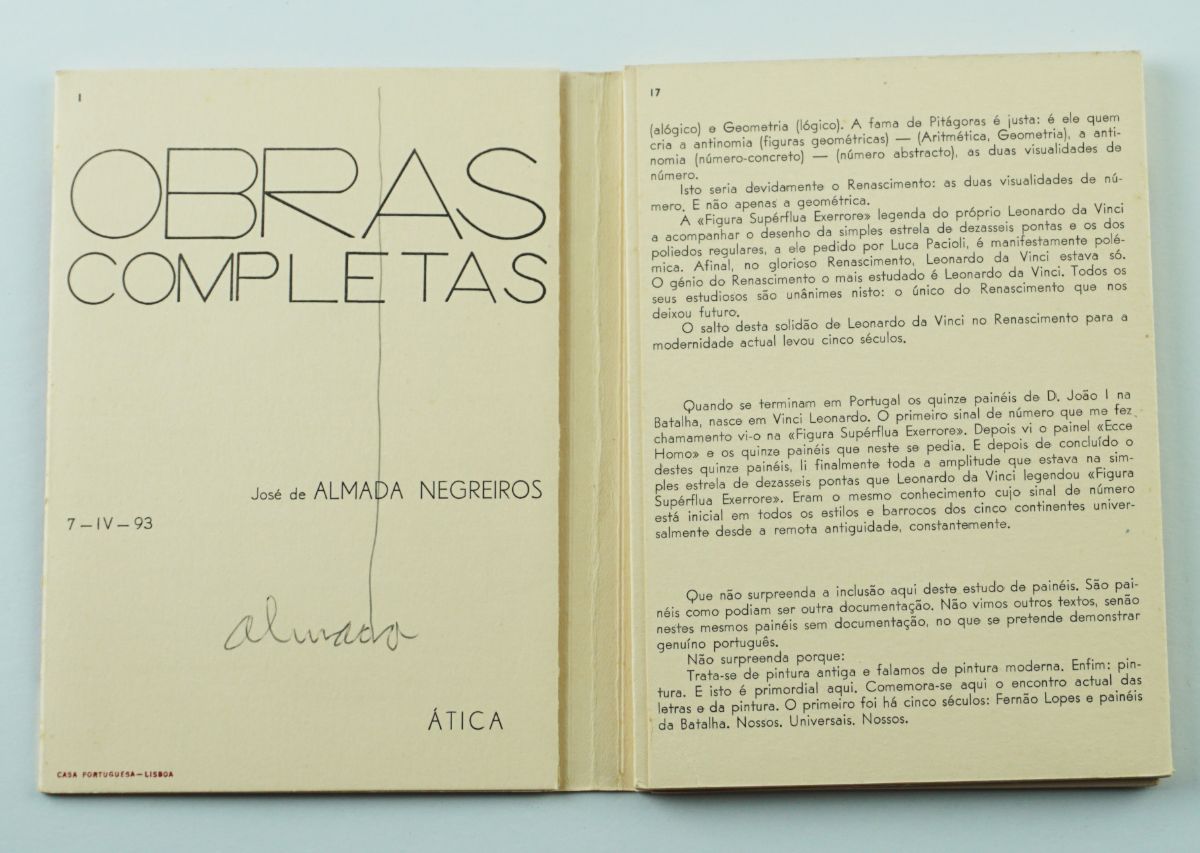 1
OBRAS
COMPLETAS
José de ALMADA NEGREIROS
7-IV-93
almada
ÁTICA
CASA PORTUGUESA-LISBOA
17
(alógico) e Geometria (lógico). A fama de Pitágoras é justa: é ele quem
cria a antinomia (figuras geométricas) — (Aritmética, Geometria), a anti-
nomia (número-concreto) — (número abstracto), as duas visualidades de
número.
Isto seria devidamente o Renascimento: as duas visualidades de nú-
mero. E não apenas a geométrica.
A «Figura Supérflua Exerrore» legenda do próprio Leonardo da Vinci
a acompanhar o desenho da simples estrela de dezasseis pontas e os dos
poliedos regulares, a ele pedido por Luca Pacioli, é manifestamente polé-
mica. Afinal, no glorioso Renascimento, Leonardo da Vinci estava só.
O génio do Renascimento o mais estudado é Leonardo da Vinci. Todos os
seus estudiosos são unânimes nisto: o único do Renascimento que nos
deixou futuro.
O salto desta solidão de Leonardo da Vinci no Renascimento para a
modernidade actual levou cinco séculos.
Quando se terminam em Portugal os quinze painéis de D. João I na
Batalha, nasce em Vinci Leonardo. O primeiro sinal de número que me fez
chamamento vi-o na «Figura Supérflua Exerrore». Depois vi o painel «Ecce
Homo» e os quinze painéis que neste se pedia. E depois de concluído o
destes quinze painéis, li finalmente toda a amplitude que estava na sim-
ples estrela de dezasseis pontas que Leonardo da Vinci legendou «Figura
Supérflua Exerrore». Eram o mesmo conhecimento cujo sinal de número
está inicial em todos os estilos e barrocos dos cinco continentes univer-
salmente desde a remota antiguidade, constantemente.
Que não surpreenda a inclusão aqui deste estudo de painéis. São pai-
néis como podiam ser outra documentação. Não vimos outros textos, senão
nestes mesmos painéis sem documentação, no que se pretende demonstrar
genuíno português.
Não surpreenda porque:
Trata-se de pintura antiga e falamos de pintura moderna. Enfim: pin-
tura. E isto é primordial aqui. Comemora-se aqui o encontro actual das
letras e da pintura. O primeiro foi há cinco séculos: Fernão Lopes e painéis
da Batalha. Nossos. Universais. Nossos.